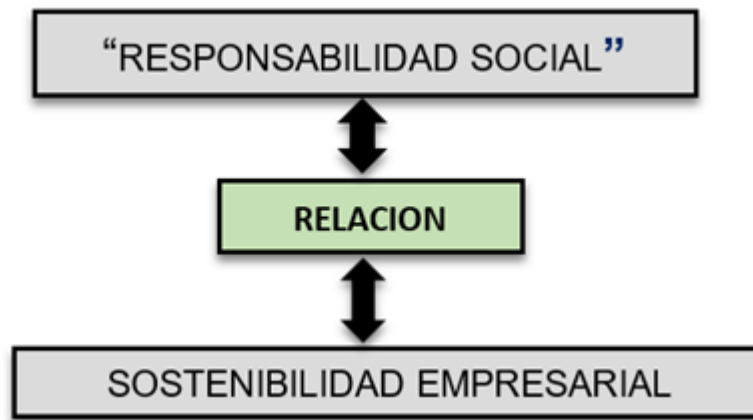 “RESPONSABILIDAD SOCIAL”
RELACION
SOSTENIBILIDAD EMPRESARIAL